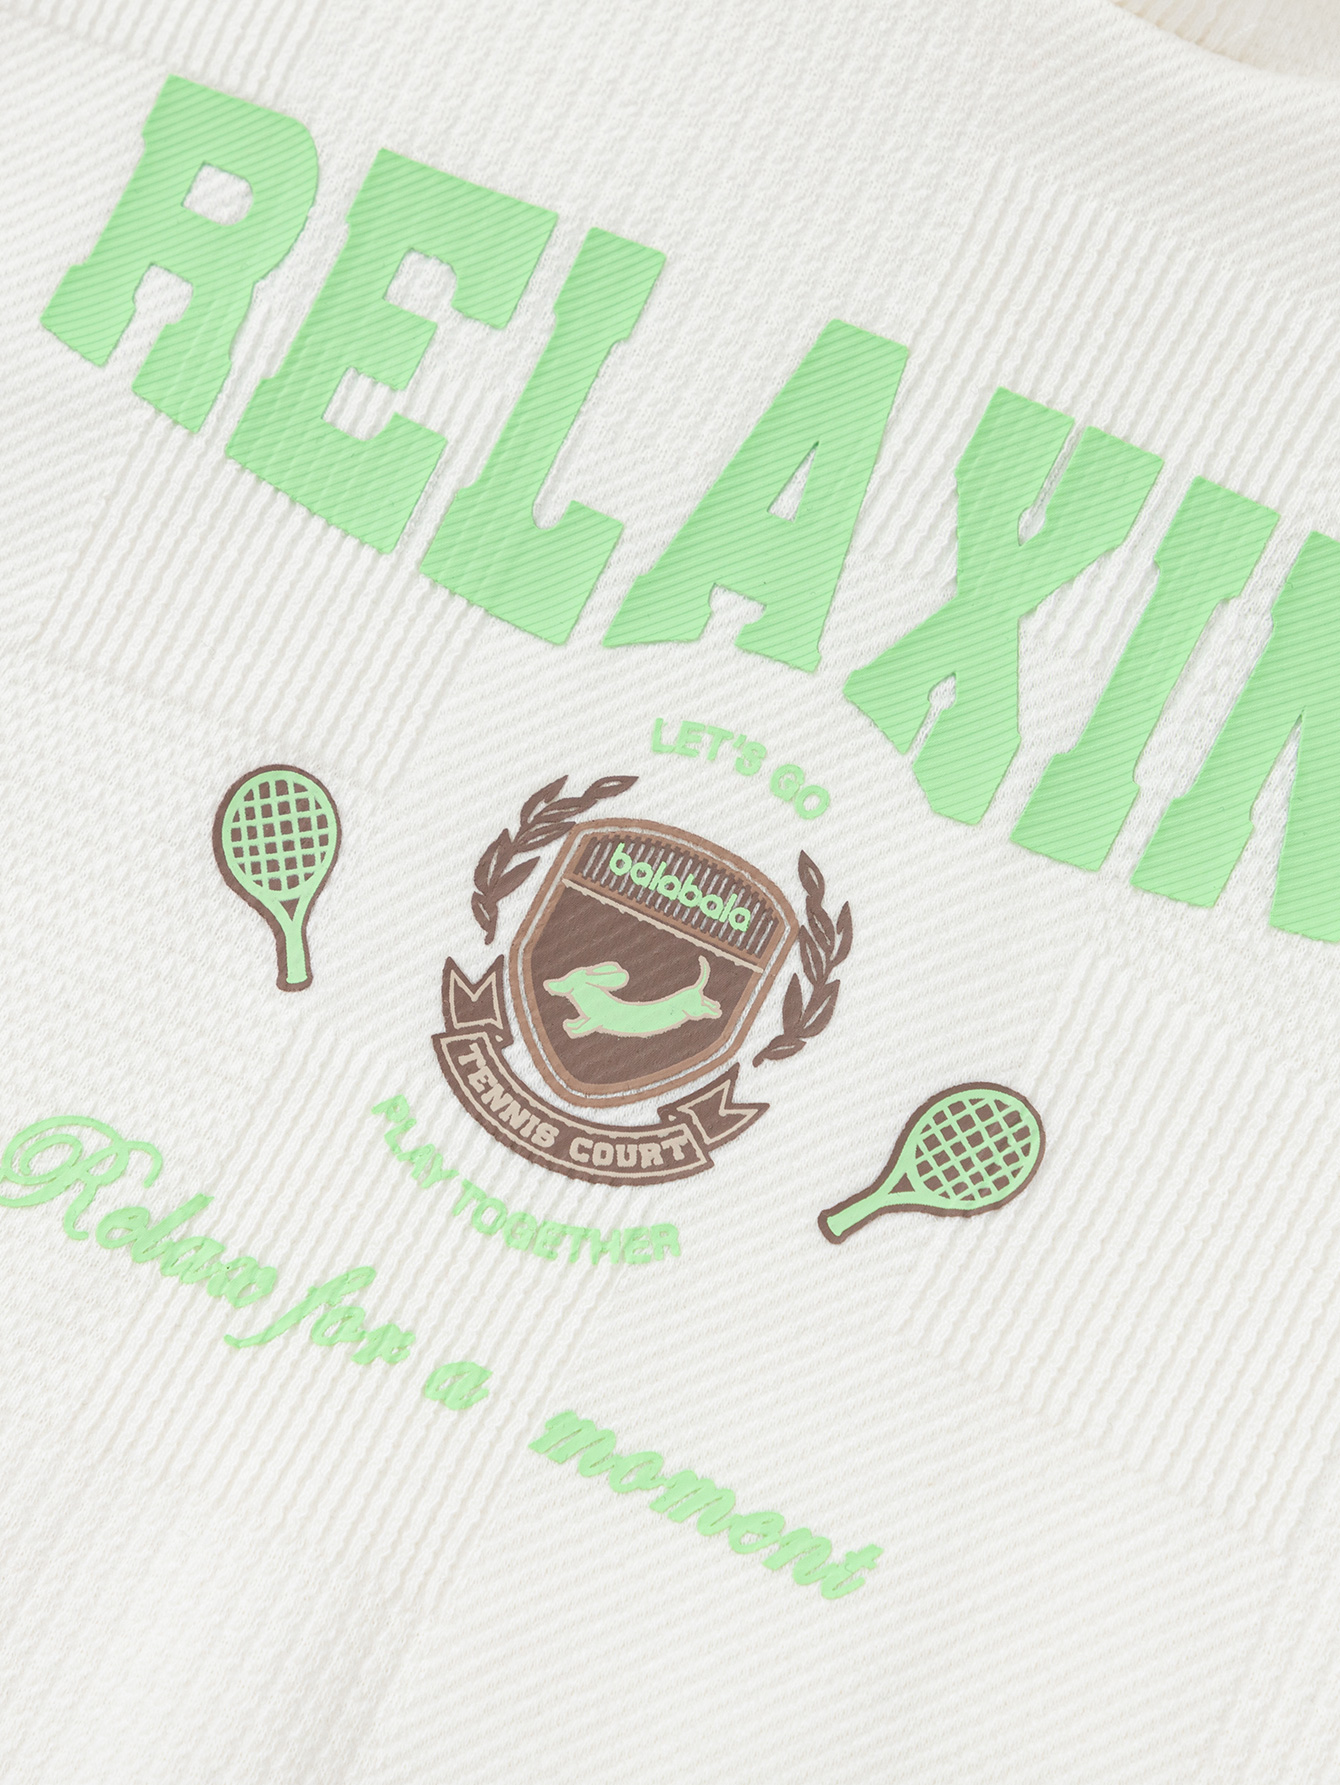 RELAXIN
LET'S GO
balabala
TENNIS COURT
PLAY TOGETHER
Relax for a moment